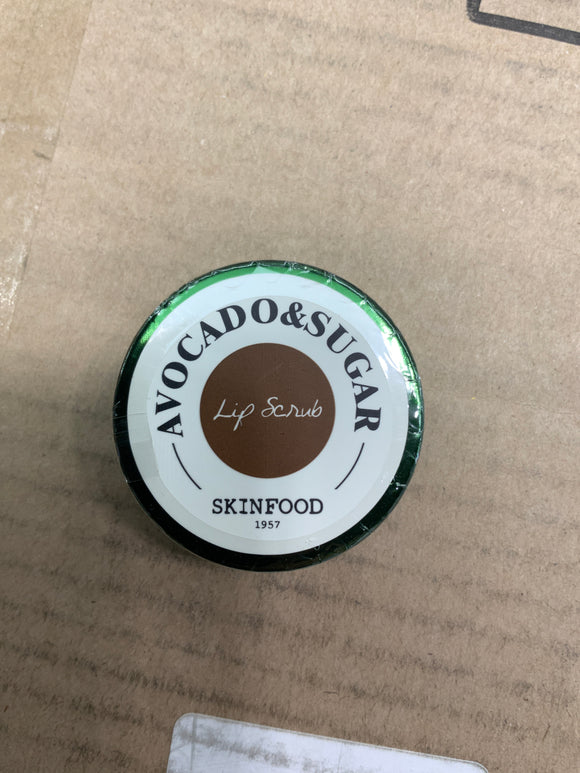 AVOCADO&SUGAR
Lip Scrub
SKINFOOD
1957